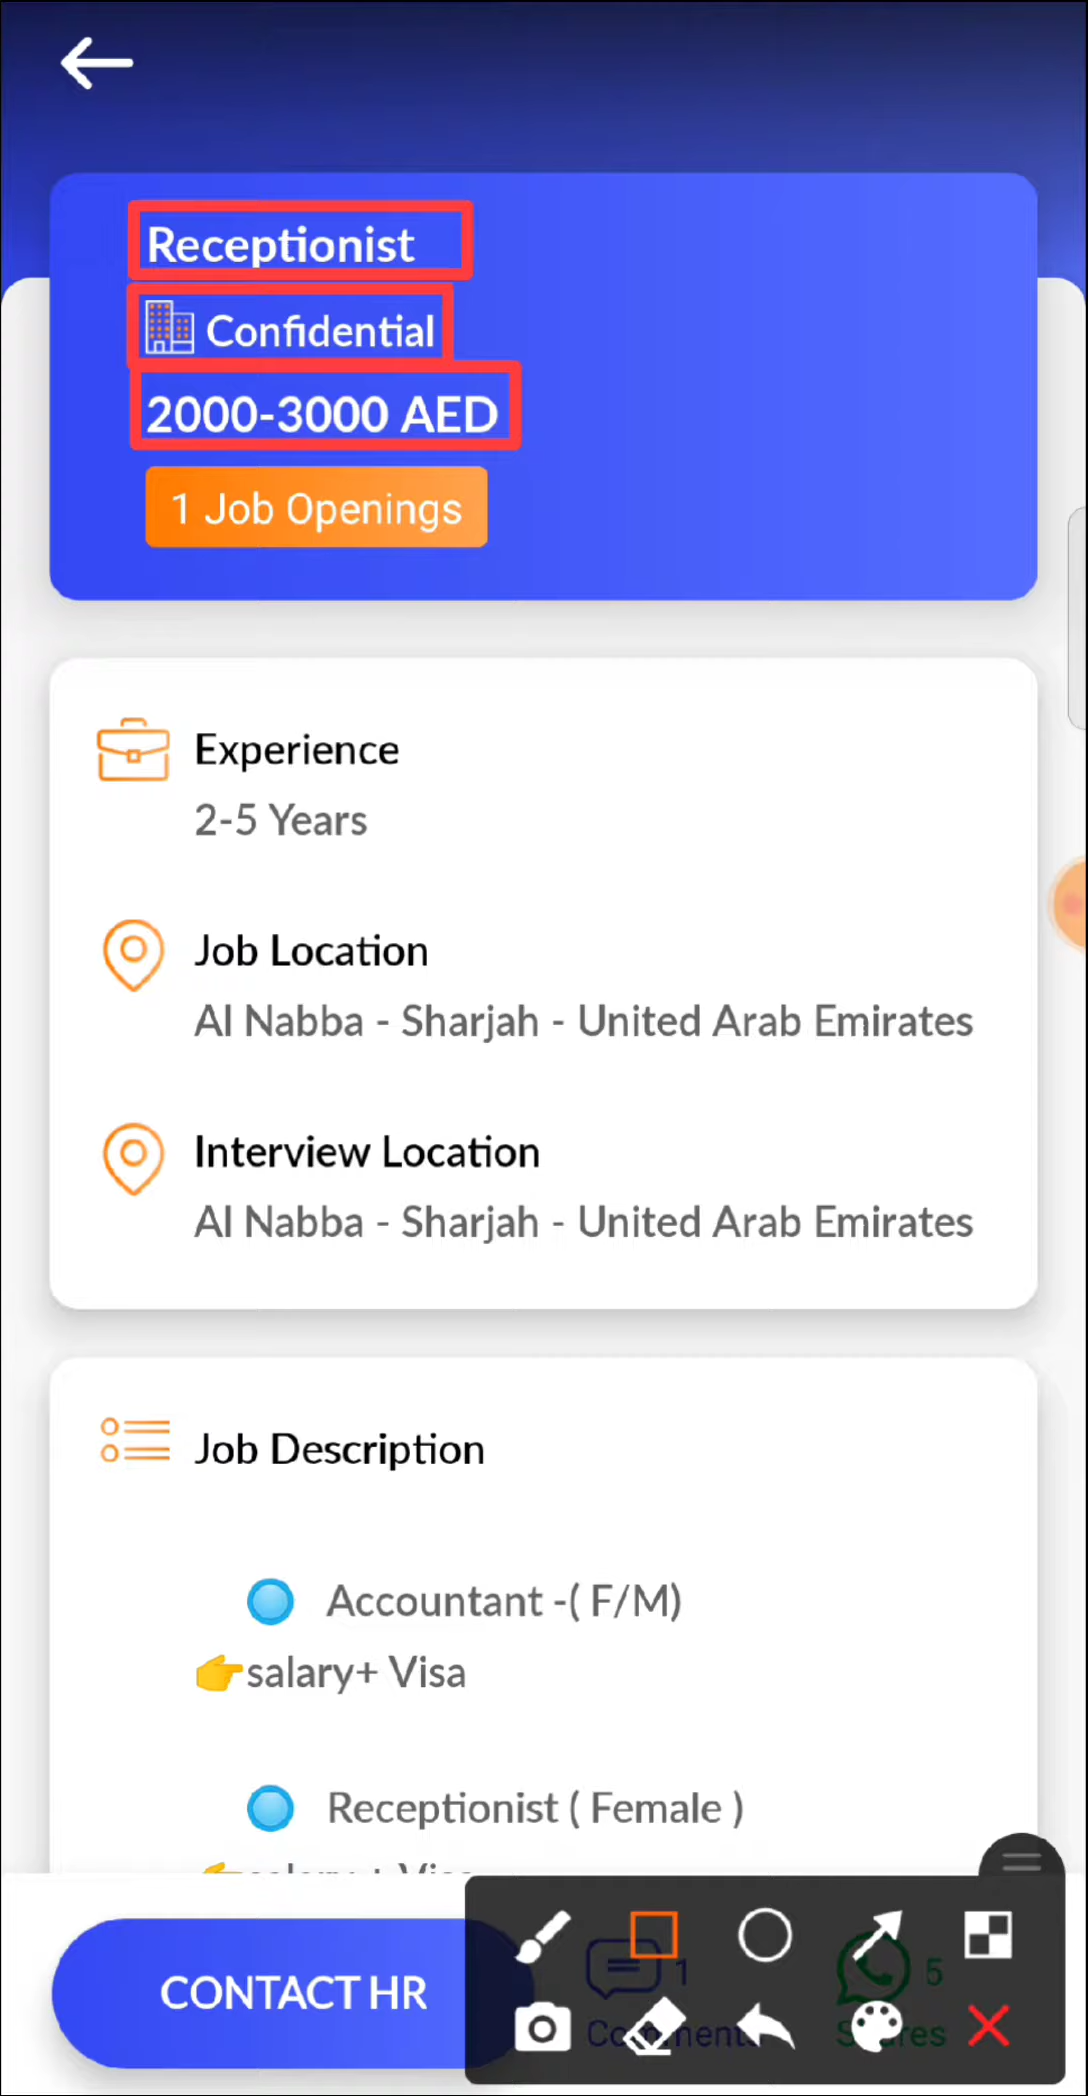 Receptionist
Confidential
2000-3000 AED
1 Job Openings
Experience
2-5 Years
Job Location
Al Nabba - Sharjah - United Arab Emirates
Interview Location
Al Nabba - Sharjah - United Arab Emirates
Job Description
Accountant -( F/M)
👉salary+ Visa
Receptionist ( Female )
CONTACT HR
1
5